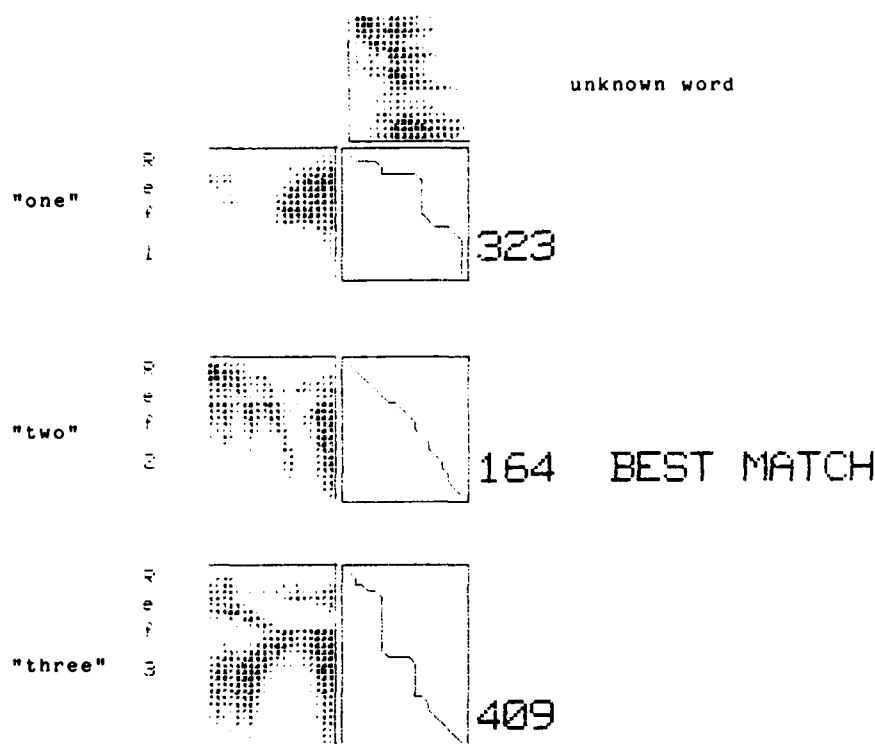 unknown word
"one"
Ref 1
323
"two"
Ref 2
164 BEST MATCH
"three"
Ref 3
409